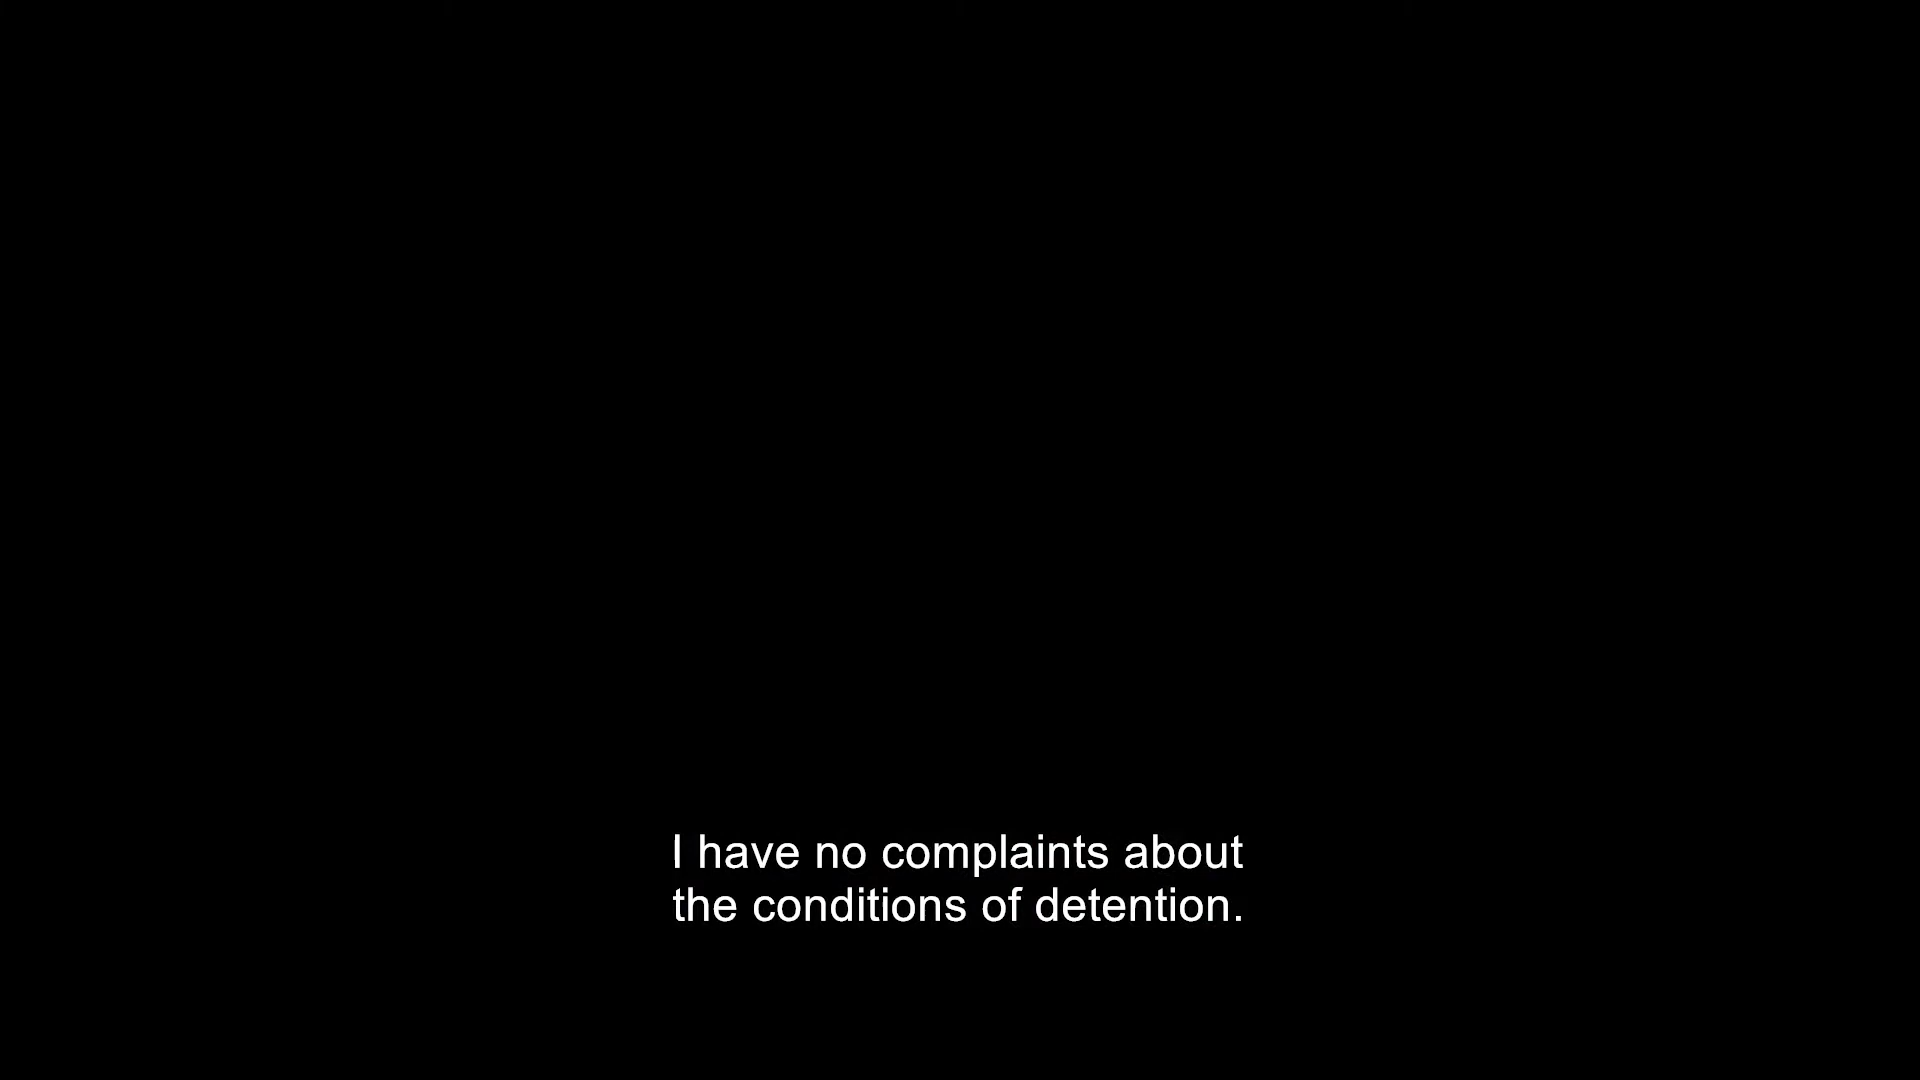 I have no complaints about
the conditions of detention.